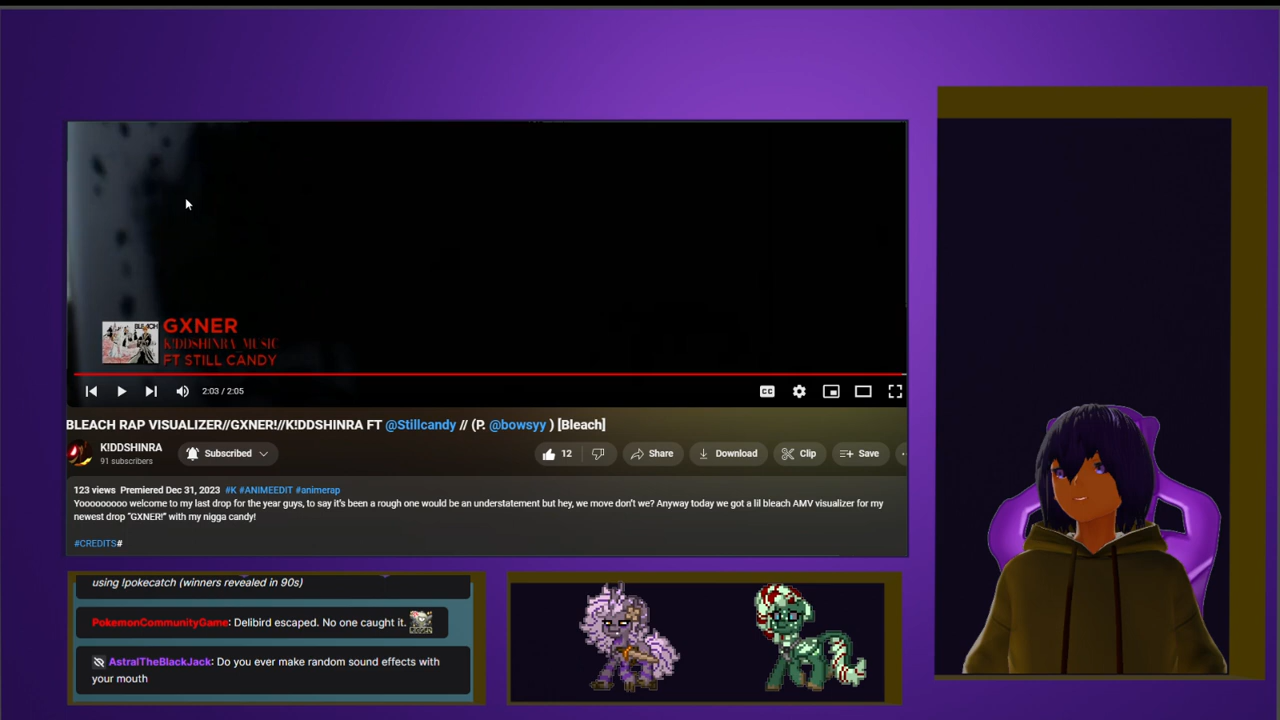 BLEACH
GXNER
K!DDSHINRA_MUSIC
FT STILL CANDY
2:03 / 2:05
CC
BLEACH RAP VISUALIZER//GXNER!//K!DDSHINRA FT @Stillcandy // (P. @bowsyy ) [Bleach]
K!DDSHINRA
91 subscribers
Subscribed
12
Share
Download
Clip
Save
123 views Premiered Dec 31, 2023 #K #ANIMEEDIT #animerap
Yooooooooo welcome to my last drop for the year guys, to say it's been a rough one would be an understatement but hey, we move don't we? Anyway today we got a lil bleach AMV visualizer for my
newest drop "GXNER!" with my nigga candy!
#CREDITS#
using !pokecatch (winners revealed in 90s)
PokemonCommunityGame: Delibird escaped. No one caught it.
AstralTheBlackJack: Do you ever make random sound effects with
your mouth